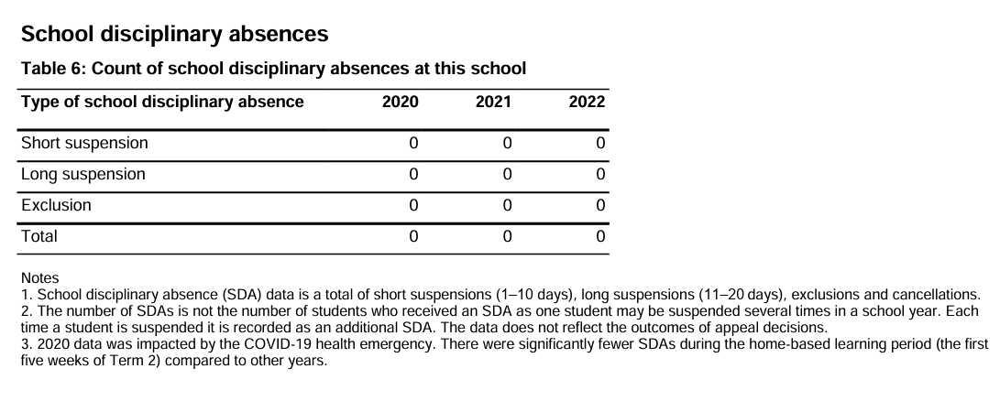 School disciplinary absences
Table 6: Count of school disciplinary absences at this school
Type of school disciplinary absence 2020 2021 2022
Short suspension 0 0 0
Long suspension 0 0 0
Exclusion 0 0 0
Total 0 0 0
Notes
1. School disciplinary absence (SDA) data is a total of short suspensions (1–10 days), long suspensions (11–20 days), exclusions and cancellations.
2. The number of SDAs is not the number of students who received an SDA as one student may be suspended several times in a school year. Each
time a student is suspended it is recorded as an additional SDA. The data does not reflect the outcomes of appeal decisions.
3. 2020 data was impacted by the COVID-19 health emergency. There were significantly fewer SDAs during the home-based learning period (the first
five weeks of Term 2) compared to other years.